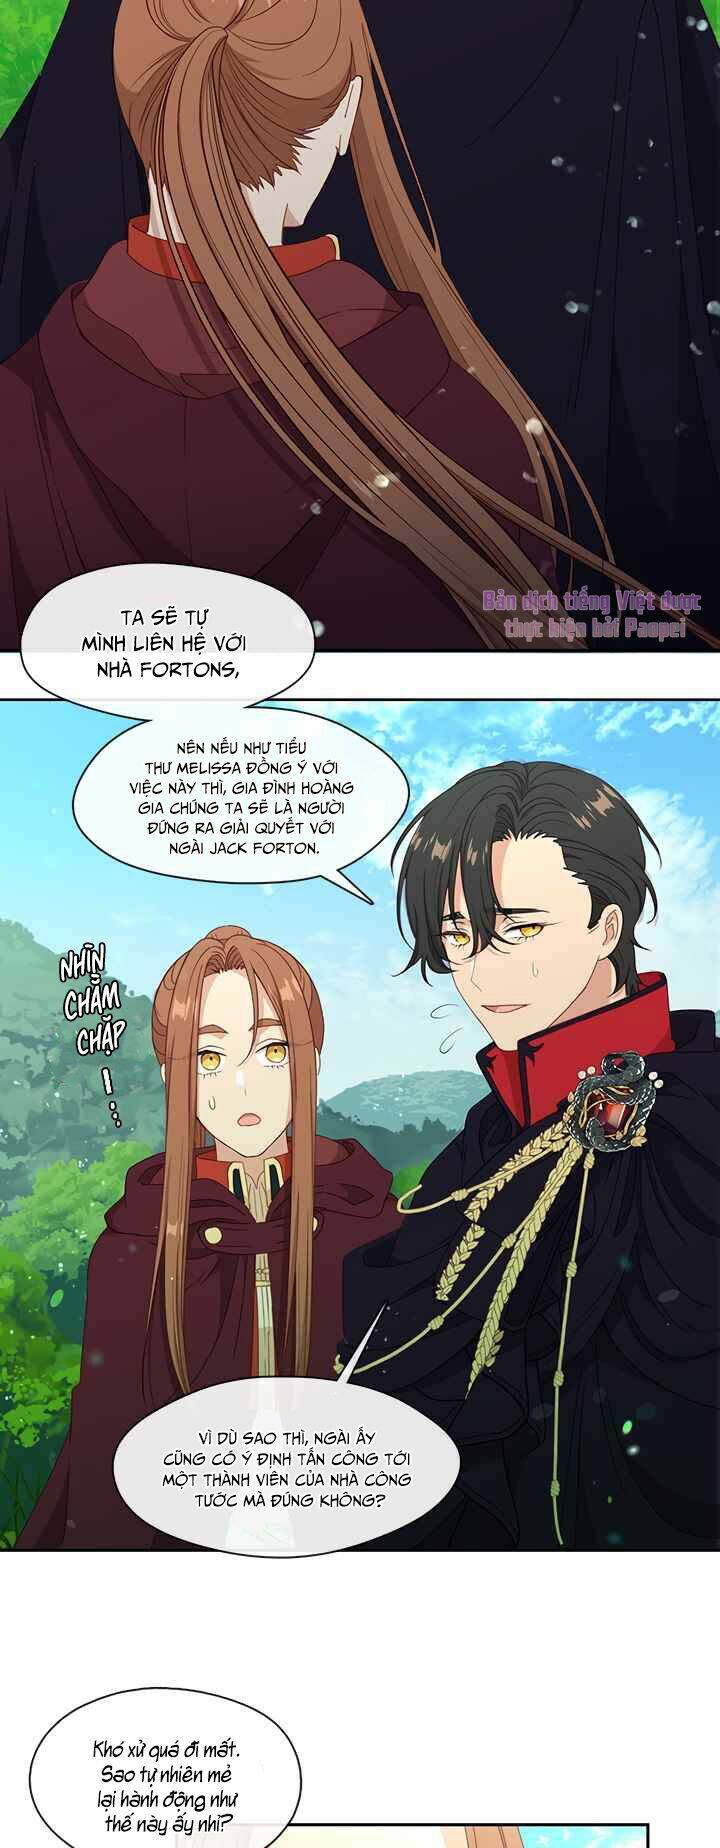 Bản dịch tiếng Việt được
thực hiện bởi Paopei
TA SẼ TỰ
MÌNH LIÊN HỆ VỚI
NHÀ FORTONS,
NÊN NẾU NHƯ TIỂU
THƯ MELISSA ĐỒNG Ý VỚI
VIỆC NÀY THÌ, GIA ĐÌNH HOÀNG
GIA CHÚNG TA SẼ LÀ NGƯỜI
ĐỨNG RA GIẢI QUYẾT VỚI
NGÀI JACK FORTON.
NHÌN
CHẰM
CHẶP
!...
VÌ DÙ SAO THÌ, NGÀI ẤY
CŨNG CÓ Ý ĐỊNH TẤN CÔNG TỚI
MỘT THÀNH VIÊN CỦA NHÀ CÔNG
TƯỚC MÀ ĐÚNG KHÔNG?
Khó xử quá đi mất.
Sao tự nhiên mẻ
lại hành động như
thế này ấy nhỉ?